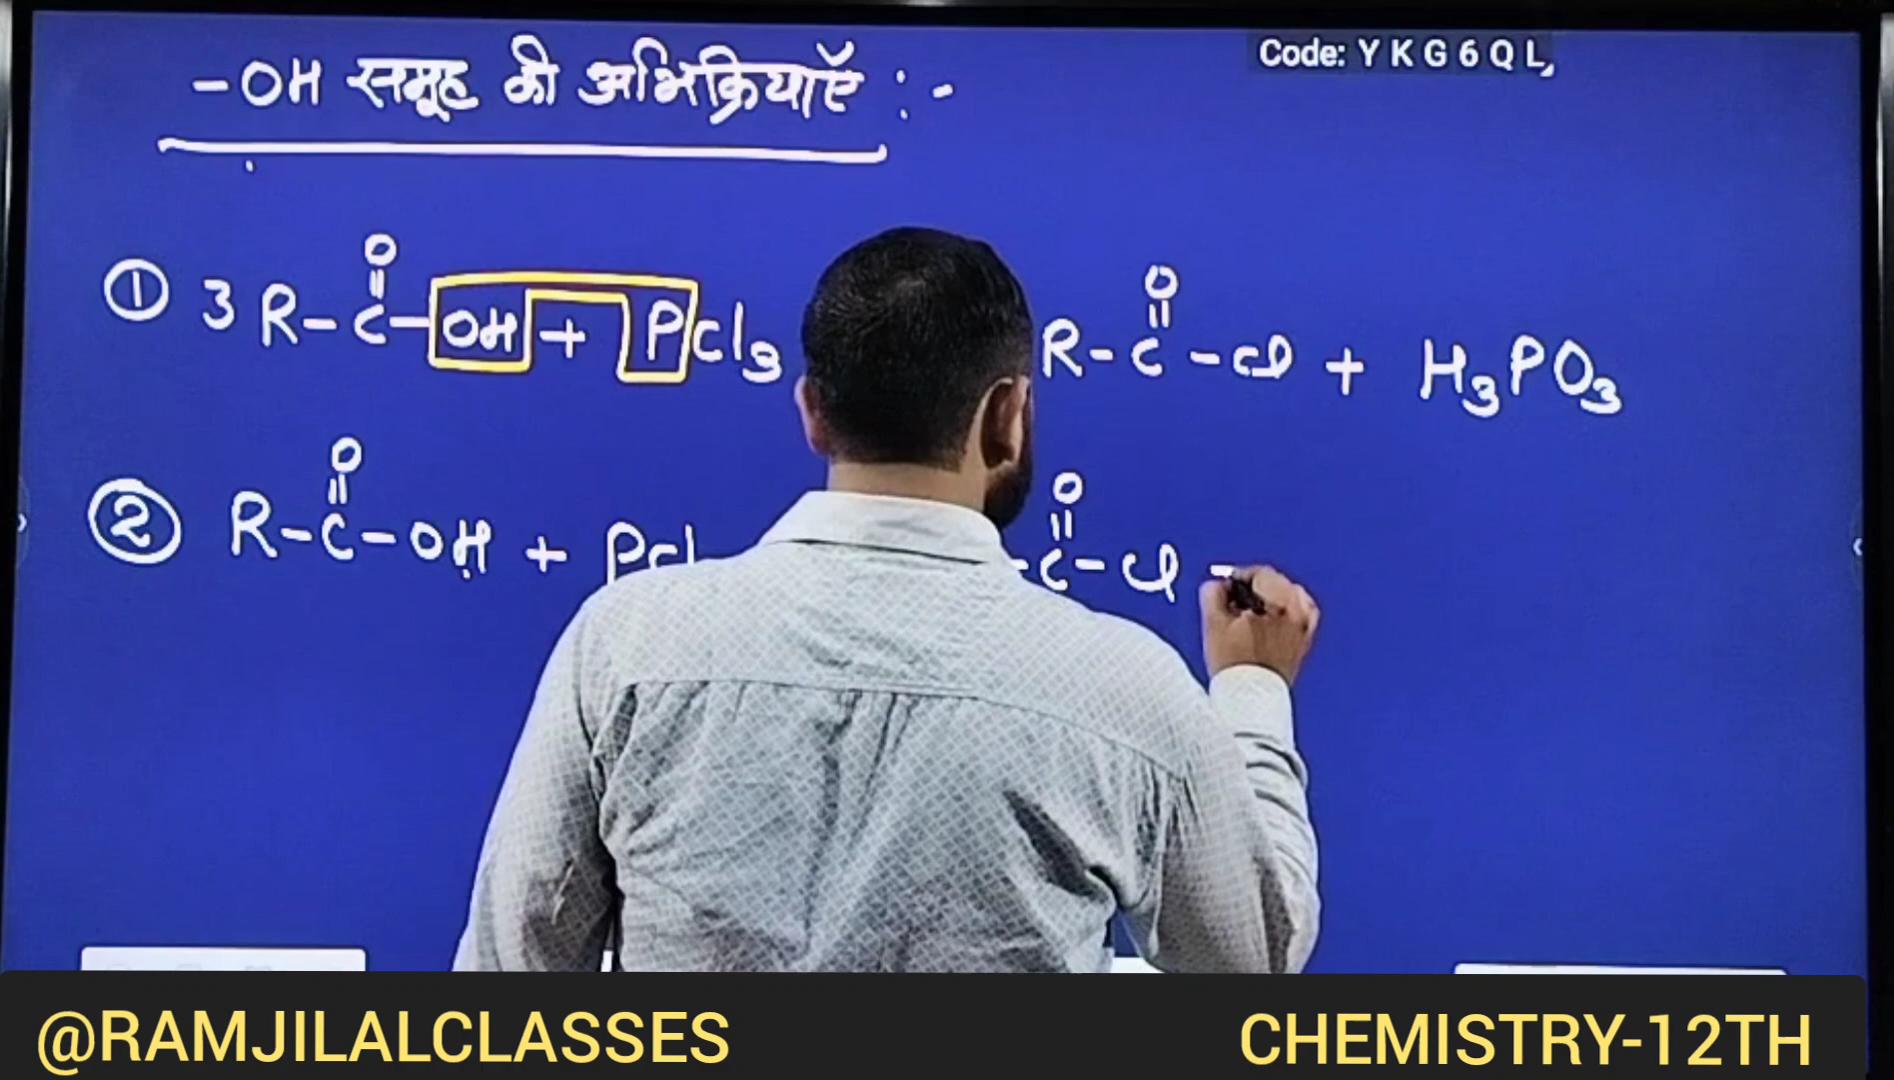 Code: Y K G 6 Q L
-OH समूह की अभिक्रियाएँ :-
① 3 R-C-OH + PCl3 R-C-Cl + H3PO3
O O
② R-C-OH + PCl -C-Cl
O O
@RAMJILALCLASSES CHEMISTRY-12TH